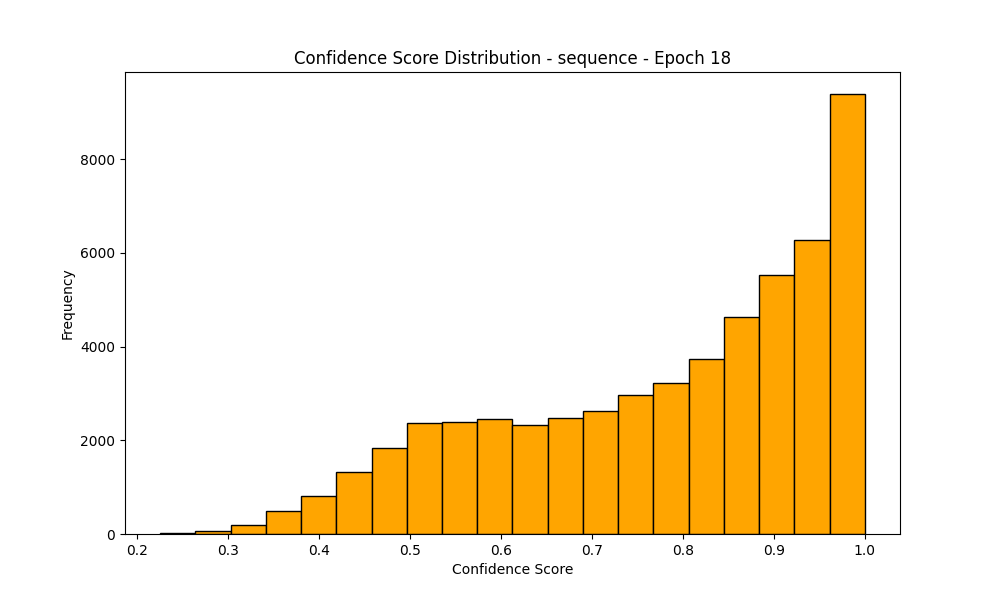 Confidence Score Distribution - sequence - Epoch 18
Frequency
8000
6000
4000
2000
0
0.2 0.3 0.4 0.5 0.6 0.7 0.8 0.9 1.0
Confidence Score